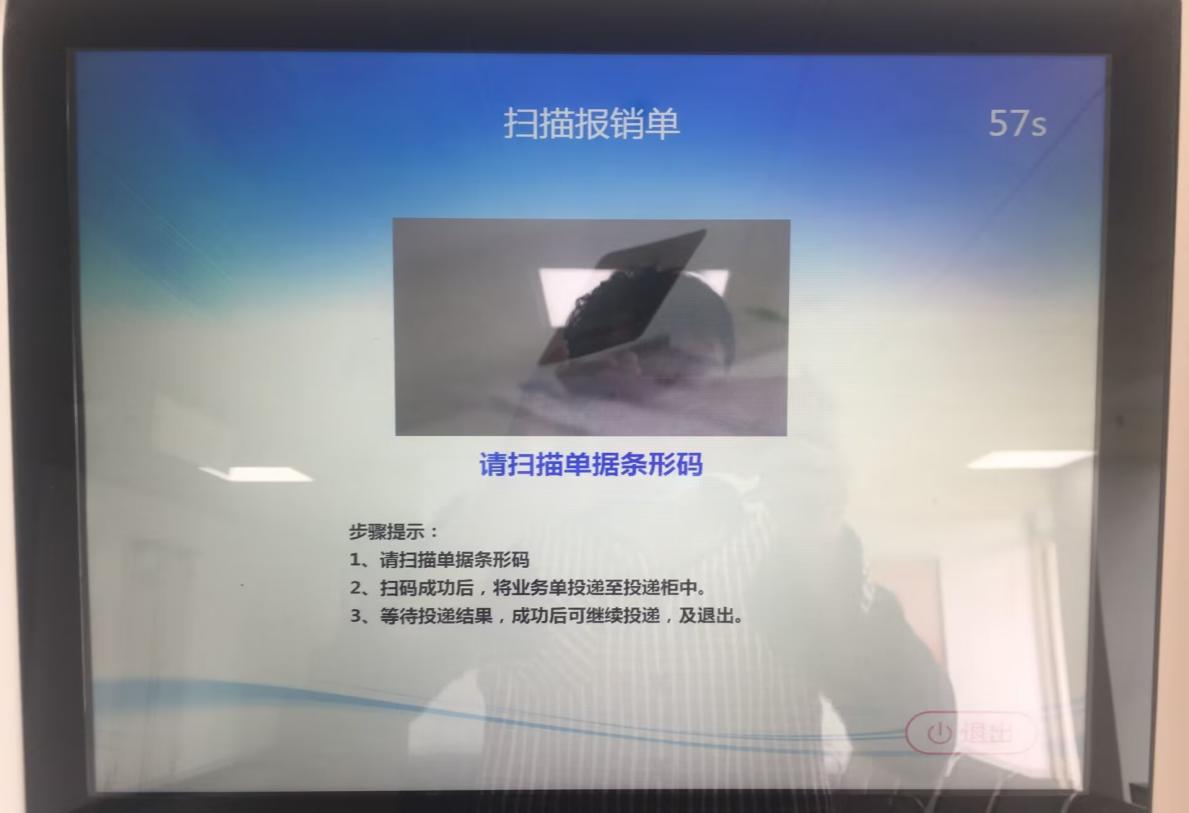 扫描报销单
57s
请扫描单据条形码
步骤提示：
1、请扫描单据条形码
2、扫码成功后，将业务单投递至投递柜中。
3、等待投递结果，成功后可继续投递，及退出。
退出